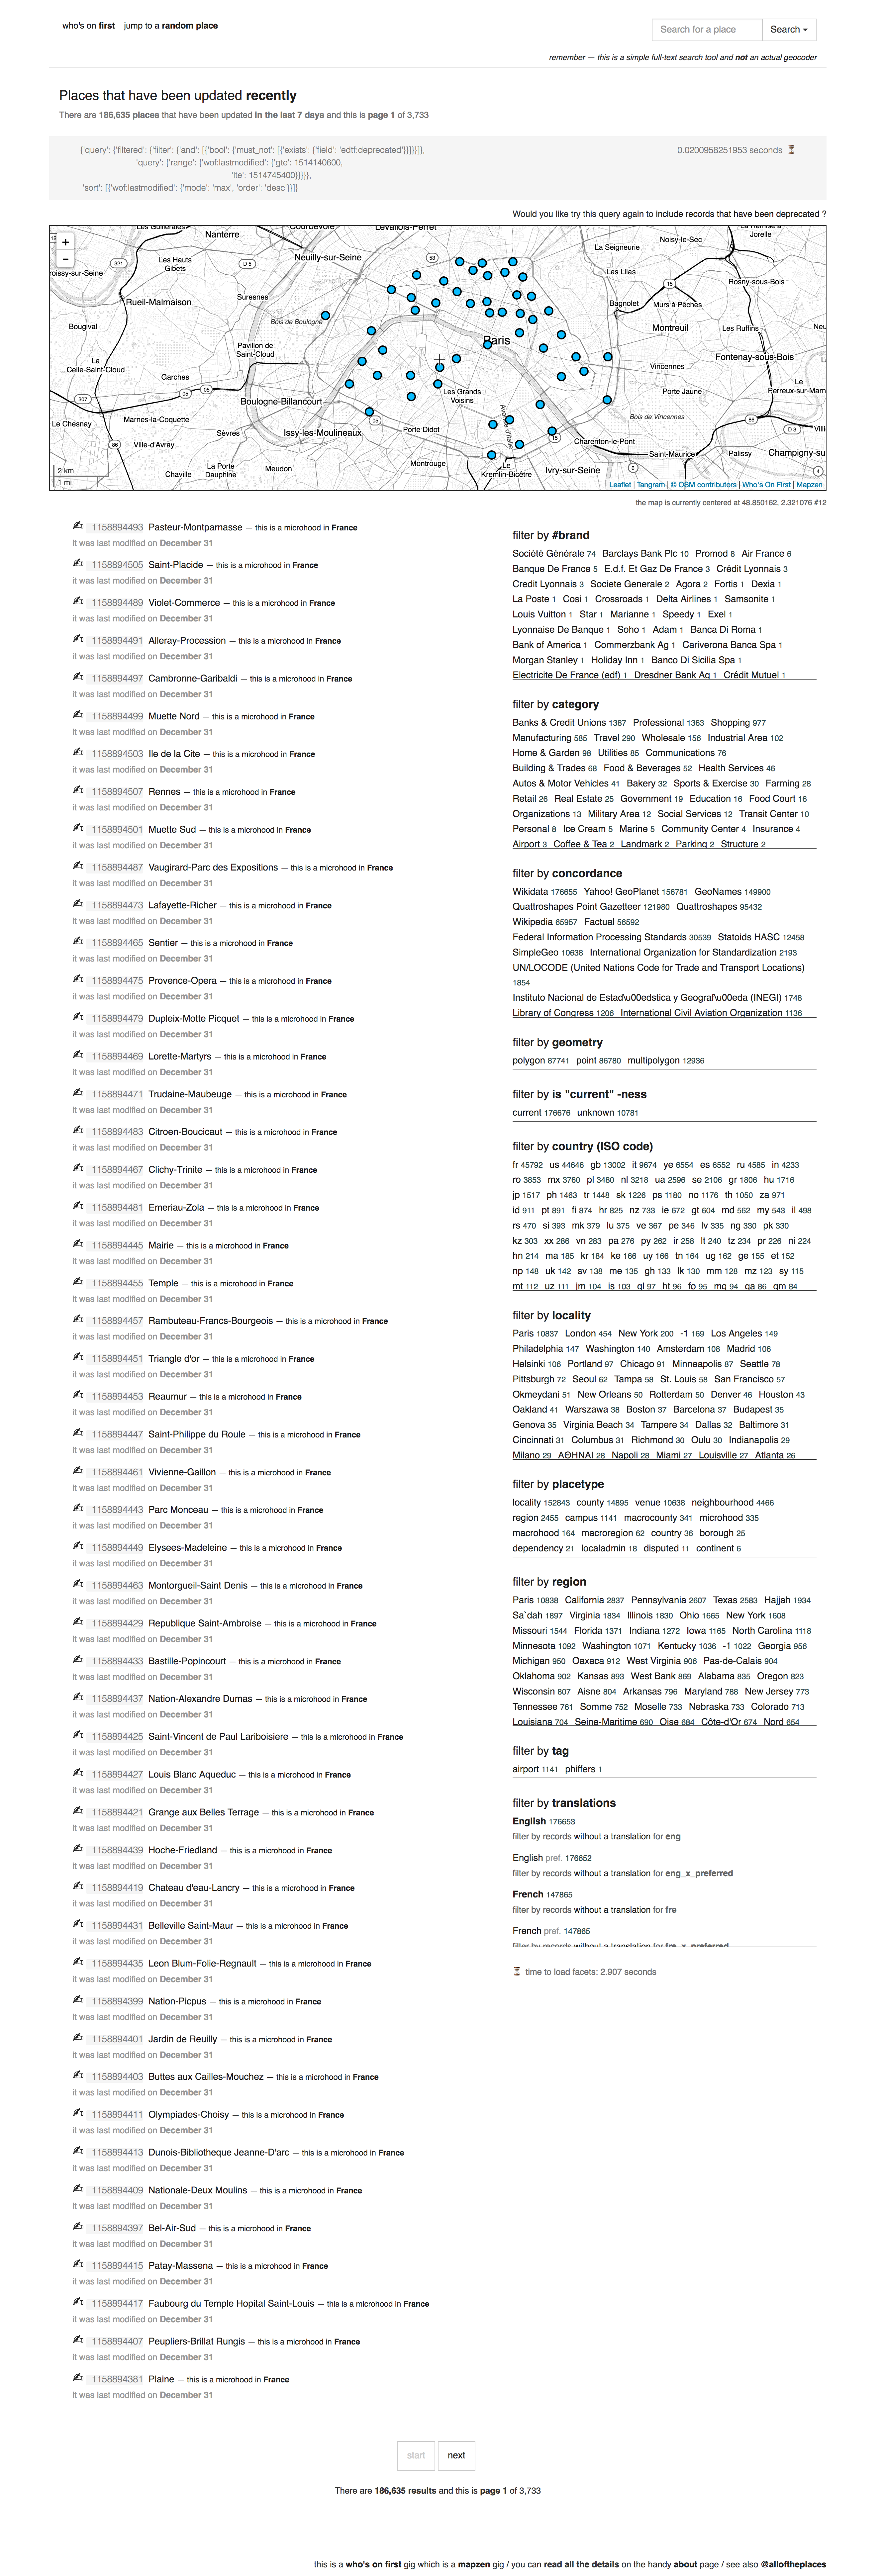 who's on first jump to a random place
Search for a place Search
remember — this is a simple full-text search tool and not an actual geocoder
Places that have been updated recently
There are 186,635 places that have been updated in the last 7 days and this is page 1 of 3,733
{'query': {'filtered': {'filter': {'and': [{'bool': {'must_not': [{'exists': {'field': 'edtf:deprecated'}}]}}]},
0.0200958251953 seconds
'query': {'range': {'wof:lastmodified': {'gte': 1514140600,
'lte': 1514745400}}}}},
'sort': [{'wof:lastmodified': {'mode': 'max', 'order': 'desc'}}]}
Would you like try this query again to include records that have been deprecated ?
Nanterre
Courbevoie
Levallois-Perret
Noisy-le-Sec
La Seigneurie
Les Hauts Gibets
Neuilly-sur-Seine
Les Lilas
Rosny-sous-Bois
Rueil-Malmaison
Suresnes
Bagnolet
Murs à Pêches
Bougival
Bois de Boulogne
Montreuil
Les Ruffins
Pavillon de Saint-Cloud
Paris
Fontenay-sous-Bois
La Celle-Saint-Cloud
Garches
Vincennes
Les Grands Voisins
Porte Jaune
Le Perreux-sur-Marn
Boulogne-Billancourt
Le Chesnay
Marnes-la-Coquette
Sèvres
Issy-les-Moulineaux
Porte Didot
Bois de Vincennes
Ville-d'Avray
Charenton-le-Pont
Saint-Maurice
Palissy
Champigny-su
Chaville
La Porte Dauphine
Meudon
Montrouge
Le Kremlin-Bicêtre
Ivry-sur-Seine
2 km
1 mi
Leaflet | Tangram | © OSM contributors | Who's On First | Mapzen
the map is currently centered at 48.850162, 2.321076 #12
1158894493 Pasteur-Montparnasse — this is a microhood in France
it was last modified on December 31
1158894505 Saint-Placide — this is a microhood in France
it was last modified on December 31
1158894489 Violet-Commerce — this is a microhood in France
it was last modified on December 31
1158894491 Alleray-Procession — this is a microhood in France
it was last modified on December 31
1158894497 Cambronne-Garibaldi — this is a microhood in France
it was last modified on December 31
1158894499 Muette Nord — this is a microhood in France
it was last modified on December 31
1158894503 Ile de la Cite — this is a microhood in France
it was last modified on December 31
1158894507 Rennes — this is a microhood in France
it was last modified on December 31
1158894501 Muette Sud — this is a microhood in France
it was last modified on December 31
1158894487 Vaugirard-Parc des Expositions — this is a microhood in France
it was last modified on December 31
1158894473 Lafayette-Richer — this is a microhood in France
it was last modified on December 31
1158894465 Sentier — this is a microhood in France
it was last modified on December 31
1158894475 Provence-Opera — this is a microhood in France
it was last modified on December 31
1158894479 Dupleix-Motte Picquet — this is a microhood in France
it was last modified on December 31
1158894469 Lorette-Martyrs — this is a microhood in France
it was last modified on December 31
1158894471 Trudaine-Maubeuge — this is a microhood in France
it was last modified on December 31
1158894483 Citroen-Boucicaut — this is a microhood in France
it was last modified on December 31
1158894467 Clichy-Trinite — this is a microhood in France
it was last modified on December 31
1158894481 Emeriau-Zola — this is a microhood in France
it was last modified on December 31
1158894445 Mairie — this is a microhood in France
it was last modified on December 31
1158894455 Temple — this is a microhood in France
it was last modified on December 31
1158894457 Rambuteau-Francs-Bourgeois — this is a microhood in France
it was last modified on December 31
1158894451 Triangle d'or — this is a microhood in France
it was last modified on December 31
1158894453 Reaumur — this is a microhood in France
it was last modified on December 31
1158894447 Saint-Philippe du Roule — this is a microhood in France
it was last modified on December 31
1158894461 Vivienne-Gaillon — this is a microhood in France
it was last modified on December 31
1158894443 Parc Monceau — this is a microhood in France
it was last modified on December 31
1158894449 Elysees-Madeleine — this is a microhood in France
it was last modified on December 31
1158894463 Montorgueil-Saint Denis — this is a microhood in France
it was last modified on December 31
1158894429 Republique Saint-Ambroise — this is a microhood in France
it was last modified on December 31
1158894433 Bastille-Popincourt — this is a microhood in France
it was last modified on December 31
1158894437 Nation-Alexandre Dumas — this is a microhood in France
it was last modified on December 31
1158894425 Saint-Vincent de Paul Lariboisiere — this is a microhood in France
it was last modified on December 31
1158894427 Louis Blanc Aqueduc — this is a microhood in France
it was last modified on December 31
1158894421 Grange aux Belles Terrage — this is a microhood in France
it was last modified on December 31
1158894439 Hoche-Friedland — this is a microhood in France
it was last modified on December 31
1158894419 Chateau d'eau-Lancry — this is a microhood in France
it was last modified on December 31
1158894431 Belleville Saint-Maur — this is a microhood in France
it was last modified on December 31
1158894435 Leon Blum-Folie-Regnault — this is a microhood in France
it was last modified on December 31
1158894399 Nation-Picpus — this is a microhood in France
it was last modified on December 31
1158894401 Jardin de Reuilly — this is a microhood in France
it was last modified on December 31
1158894403 Buttes aux Cailles-Mouchez — this is a microhood in France
it was last modified on December 31
1158894411 Olympiades-Choisy — this is a microhood in France
it was last modified on December 31
1158894413 Dunois-Bibliotheque Jeanne-D'arc — this is a microhood in France
it was last modified on December 31
1158894409 Nationale-Deux Moulins — this is a microhood in France
it was last modified on December 31
1158894397 Bel-Air-Sud — this is a microhood in France
it was last modified on December 31
1158894415 Patay-Massena — this is a microhood in France
it was last modified on December 31
1158894417 Faubourg du Temple Hopital Saint-Louis — this is a microhood in France
it was last modified on December 31
1158894407 Peupliers-Brillat Rungis — this is a microhood in France
it was last modified on December 31
1158894381 Plaine — this is a microhood in France
it was last modified on December 31
filter by #brand
Société Générale 74 Barclays Bank Plc 10 Promod 8 Air France 6
Banque De France 5 E.d.f. Et Gaz De France 3 Crédit Lyonnais 3
Credit Lyonnais 3 Societe Generale 2 Agora 2 Fortis 1 Dexia 1
La Poste 1 Cosi 1 Crossroads 1 Delta Airlines 1 Samsonite 1
Louis Vuitton 1 Star 1 Marianne 1 Speedy 1 Exel 1
Lyonnaise De Banque 1 Soho 1 Adam 1 Banca Di Roma 1
Bank of America 1 Commerzbank Ag 1 Cariverona Banca Spa 1
Morgan Stanley 1 Holiday Inn 1 Banco Di Sicilia Spa 1
Electricite De France (edf) 1 Dresdner Bank Ag 1 Crédit Mutuel 1
filter by category
Banks & Credit Unions 1387 Professional 1363 Shopping 977
Manufacturing 585 Travel 290 Wholesale 156 Industrial Area 102
Home & Garden 98 Utilities 85 Communications 76
Building & Trades 68 Food & Beverages 52 Health Services 46
Autos & Motor Vehicles 41 Bakery 32 Sports & Exercise 30 Farming 28
Retail 26 Real Estate 25 Government 19 Education 16 Food Court 16
Organizations 13 Military Area 12 Social Services 12 Transit Center 10
Personal 8 Ice Cream 5 Marine 5 Community Center 4 Insurance 4
Airport 3 Coffee & Tea 2 Landmark 2 Parking 2 Structure 2
filter by concordance
Wikidata 176655 Yahoo! GeoPlanet 156781 GeoNames 149900
Quattroshapes Point Gazetteer 121980 Quattroshapes 95432
Wikipedia 65957 Factual 56592
Federal Information Processing Standards 30539 Statoids HASC 12458
SimpleGeo 10638 International Organization for Standardization 2193
UN/LOCODE (United Nations Code for Trade and Transport Locations)
1854
Instituto Nacional de Estad\u00edstica y Geograf\u00eda (INEGI) 1748
Library of Congress 1206 International Civil Aviation Organization 1136
filter by geometry
polygon 87741 point 86780 multipolygon 12936
filter by is "current" -ness
current 176676 unknown 10781
filter by country (ISO code)
fr 45792 us 44646 gb 13002 it 9674 ye 6554 es 6552 ru 4585 in 4233
ro 3853 mx 3760 pl 3480 nl 3218 ua 2596 se 2106 gr 1806 hu 1716
jp 1517 ph 1463 tr 1448 sk 1226 ps 1180 no 1176 th 1050 za 971
id 911 pt 891 fi 874 hr 825 nz 733 ie 672 gt 604 md 562 my 543 il 498
rs 470 si 393 mk 379 lu 375 ve 367 pe 346 lv 335 ng 330 pk 330
kz 303 xx 286 vn 283 pa 276 py 262 ir 258 lt 240 tz 234 pr 226 ni 224
hn 214 ma 185 kr 184 ke 166 uy 166 tn 164 ug 162 ge 155 et 152
np 148 uk 142 sv 138 me 135 gh 133 lk 130 mm 128 mz 123 sy 115
mt 112 uz 111 jm 104 is 103 gl 97 ht 96 fo 95 mg 94 ga 86 gm 84
filter by locality
Paris 10837 London 454 New York 200 -1 169 Los Angeles 149
Philadelphia 147 Washington 140 Amsterdam 108 Madrid 106
Helsinki 106 Portland 97 Chicago 91 Minneapolis 87 Seattle 78
Pittsburgh 72 Seoul 62 Tampa 58 St. Louis 58 San Francisco 57
Okmeydani 51 New Orleans 50 Rotterdam 50 Denver 46 Houston 43
Oakland 41 Warszawa 38 Boston 37 Barcelona 37 Budapest 35
Genova 35 Virginia Beach 34 Tampere 34 Dallas 32 Baltimore 31
Cincinnati 31 Columbus 31 Richmond 30 Oulu 30 Indianapolis 29
Milano 29 ΑΘΗΝΑΙ 28 Napoli 28 Miami 27 Louisville 27 Atlanta 26
filter by placetype
locality 152843 county 14895 venue 10638 neighbourhood 4466
region 2455 campus 1141 macrocounty 341 microhood 335
macrohood 164 macroregion 62 country 36 borough 25
dependency 21 localadmin 18 disputed 11 continent 6
filter by region
Paris 10838 California 2837 Pennsylvania 2607 Texas 2583 Hajjah 1934
Sa`dah 1897 Virginia 1834 Illinois 1830 Ohio 1665 New York 1608
Missouri 1544 Florida 1371 Indiana 1272 Iowa 1165 North Carolina 1118
Minnesota 1092 Washington 1071 Kentucky 1036 -1 1022 Georgia 956
Michigan 950 Oaxaca 912 West Virginia 906 Pas-de-Calais 904
Oklahoma 902 Kansas 893 West Bank 869 Alabama 835 Oregon 823
Wisconsin 807 Aisne 804 Arkansas 796 Maryland 788 New Jersey 773
Tennessee 761 Somme 752 Moselle 733 Nebraska 733 Colorado 713
Louisiana 704 Seine-Maritime 690 Oise 684 Côte-d'Or 674 Nord 654
filter by tag
airport 1141 phiffers 1
filter by translations
English 176653
filter by records without a translation for eng
English pref. 176652
filter by records without a translation for eng_x_preferred
French 147865
filter by records without a translation for fre
French pref. 147865
filter by records without a translation for fre_x_preferred
time to load facets: 2.907 seconds
start next
There are 186,635 results and this is page 1 of 3,733
this is a who's on first gig which is a mapzen gig / you can read all the details on the handy about page / see also @alloftheplaces